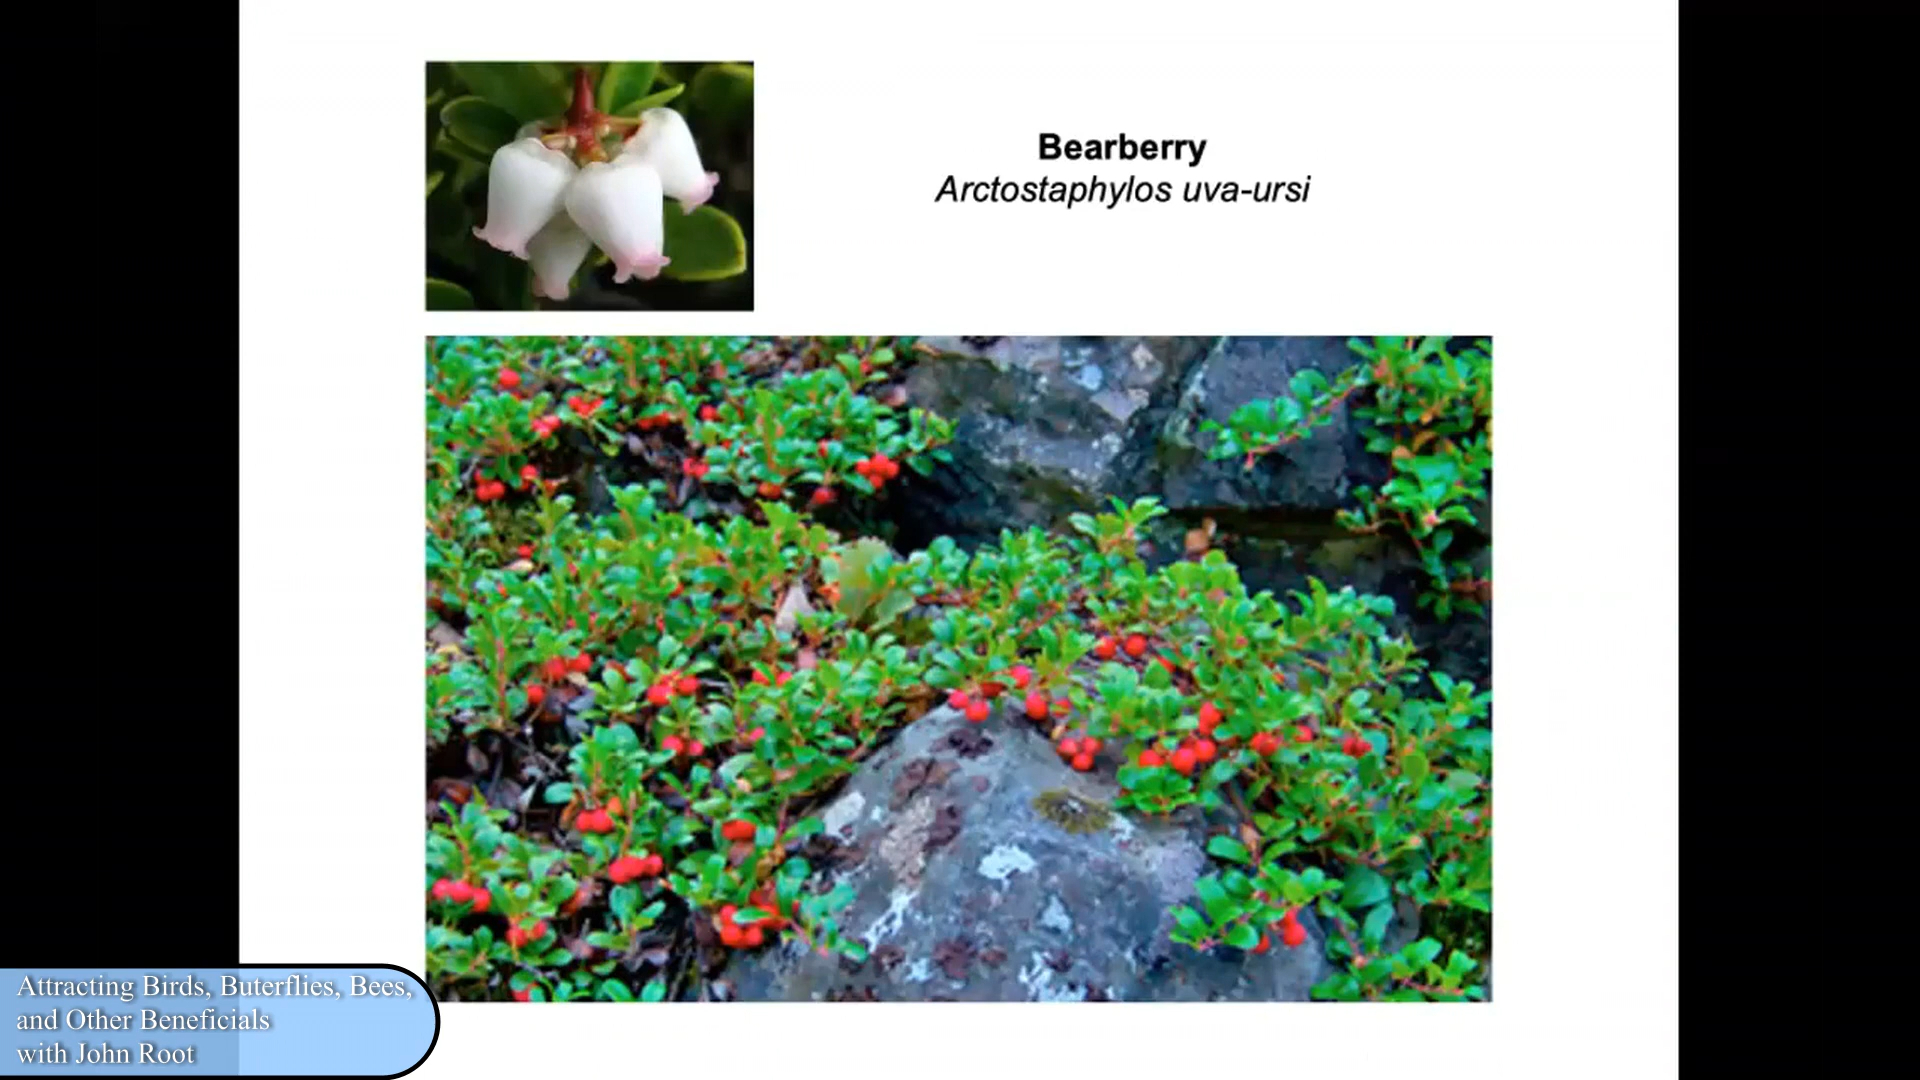 Bearberry
Arctostaphylos uva-ursi
Attracting Birds, Buterflies, Bees,
and Other Beneficials
with John Root